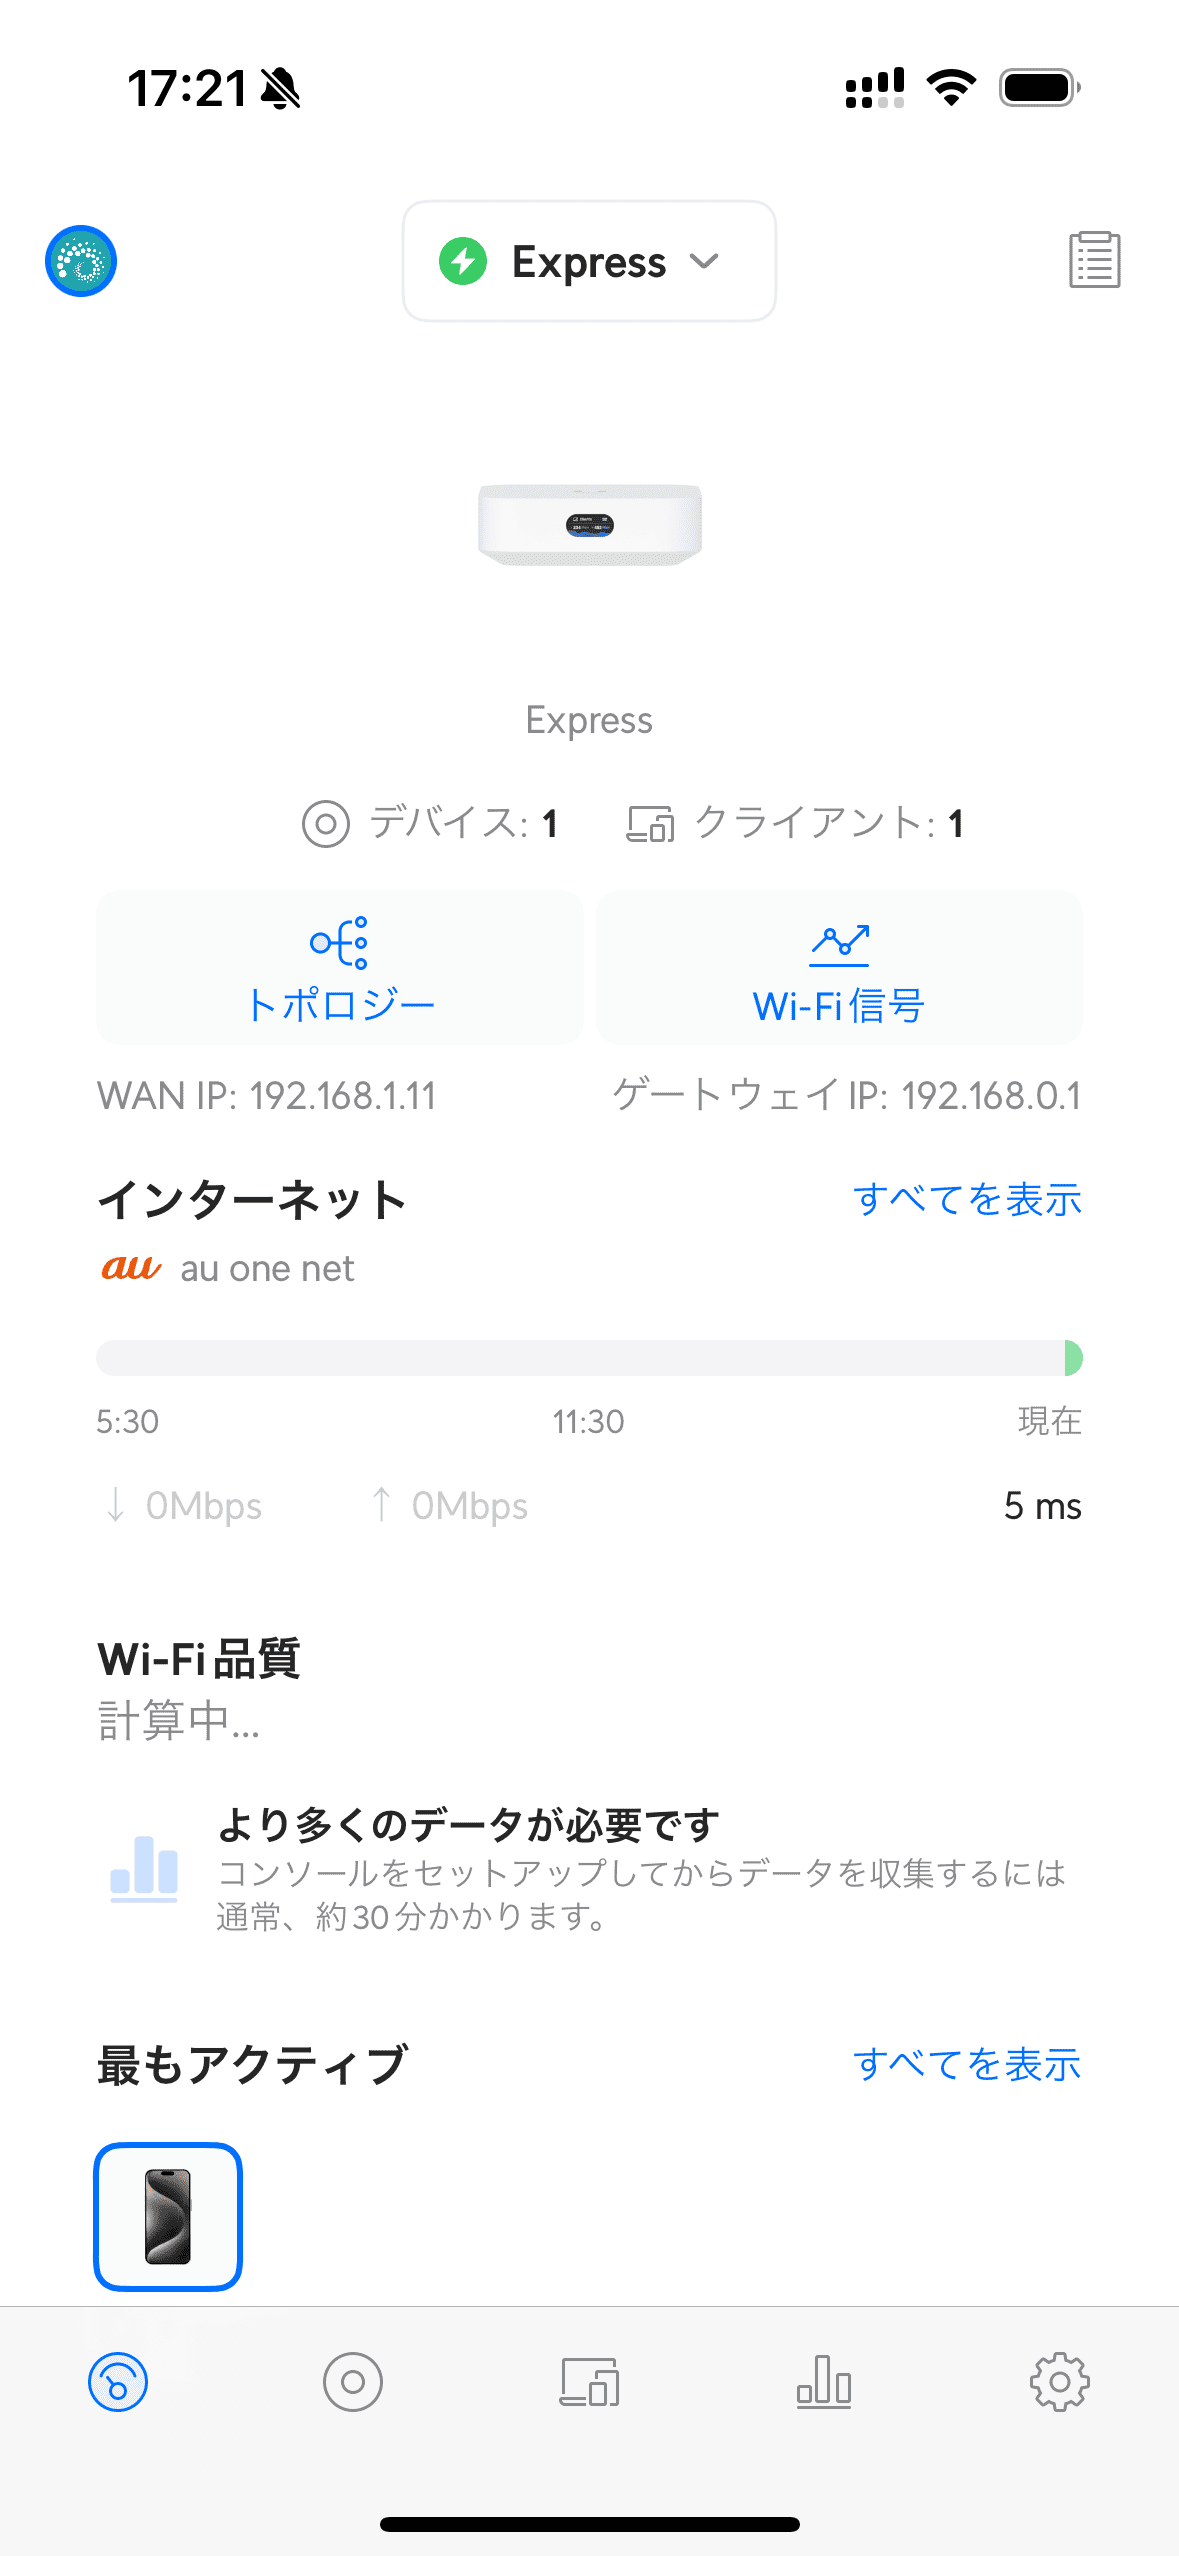 17:21
Express
Express
デバイス: 1 クライアント: 1
トポロジー Wi-Fi信号
WAN IP: 192.168.1.11 ゲートウェイIP: 192.168.0.1
インターネット すべてを表示
au au one net
5:30 11:30 現在
↓ 0Mbps ↑ 0Mbps 5 ms
Wi-Fi品質
計算中...
より多くのデータが必要です
コンソールをセットアップしてからデータを収集するには
通常、約30分かかります。
最もアクティブ すべてを表示